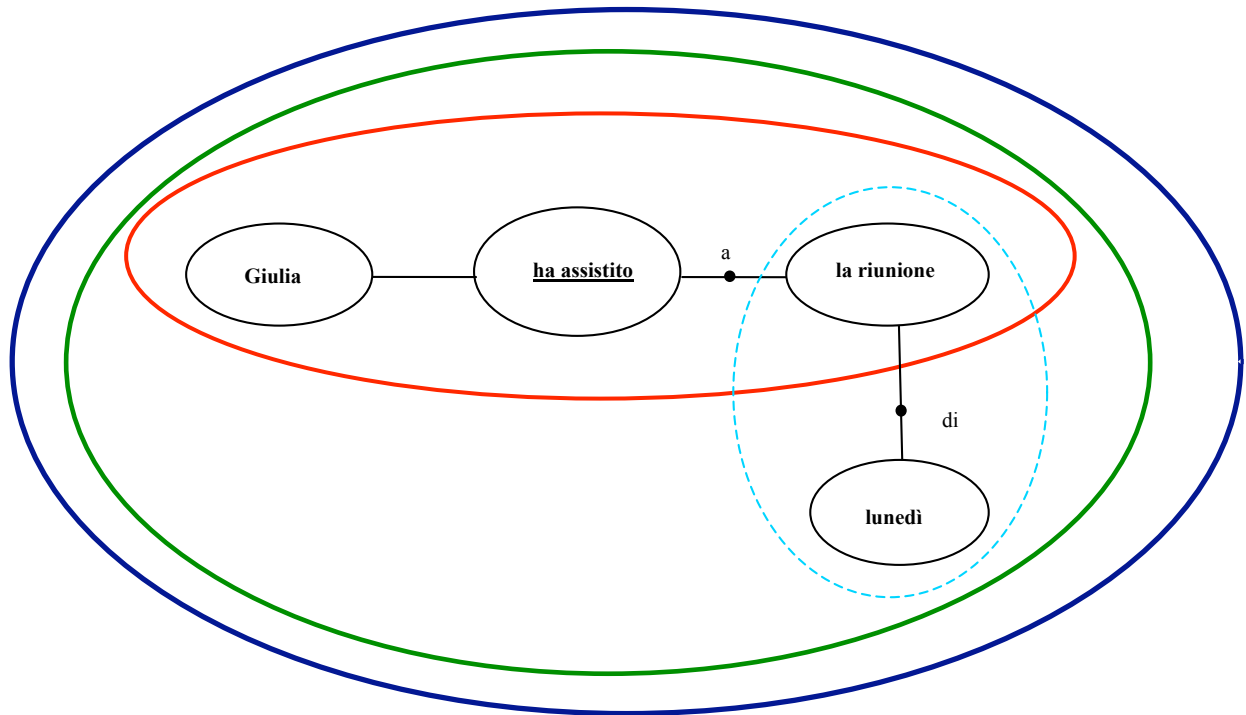 Giulia
ha assistito
a
la riunione
di
lunedì